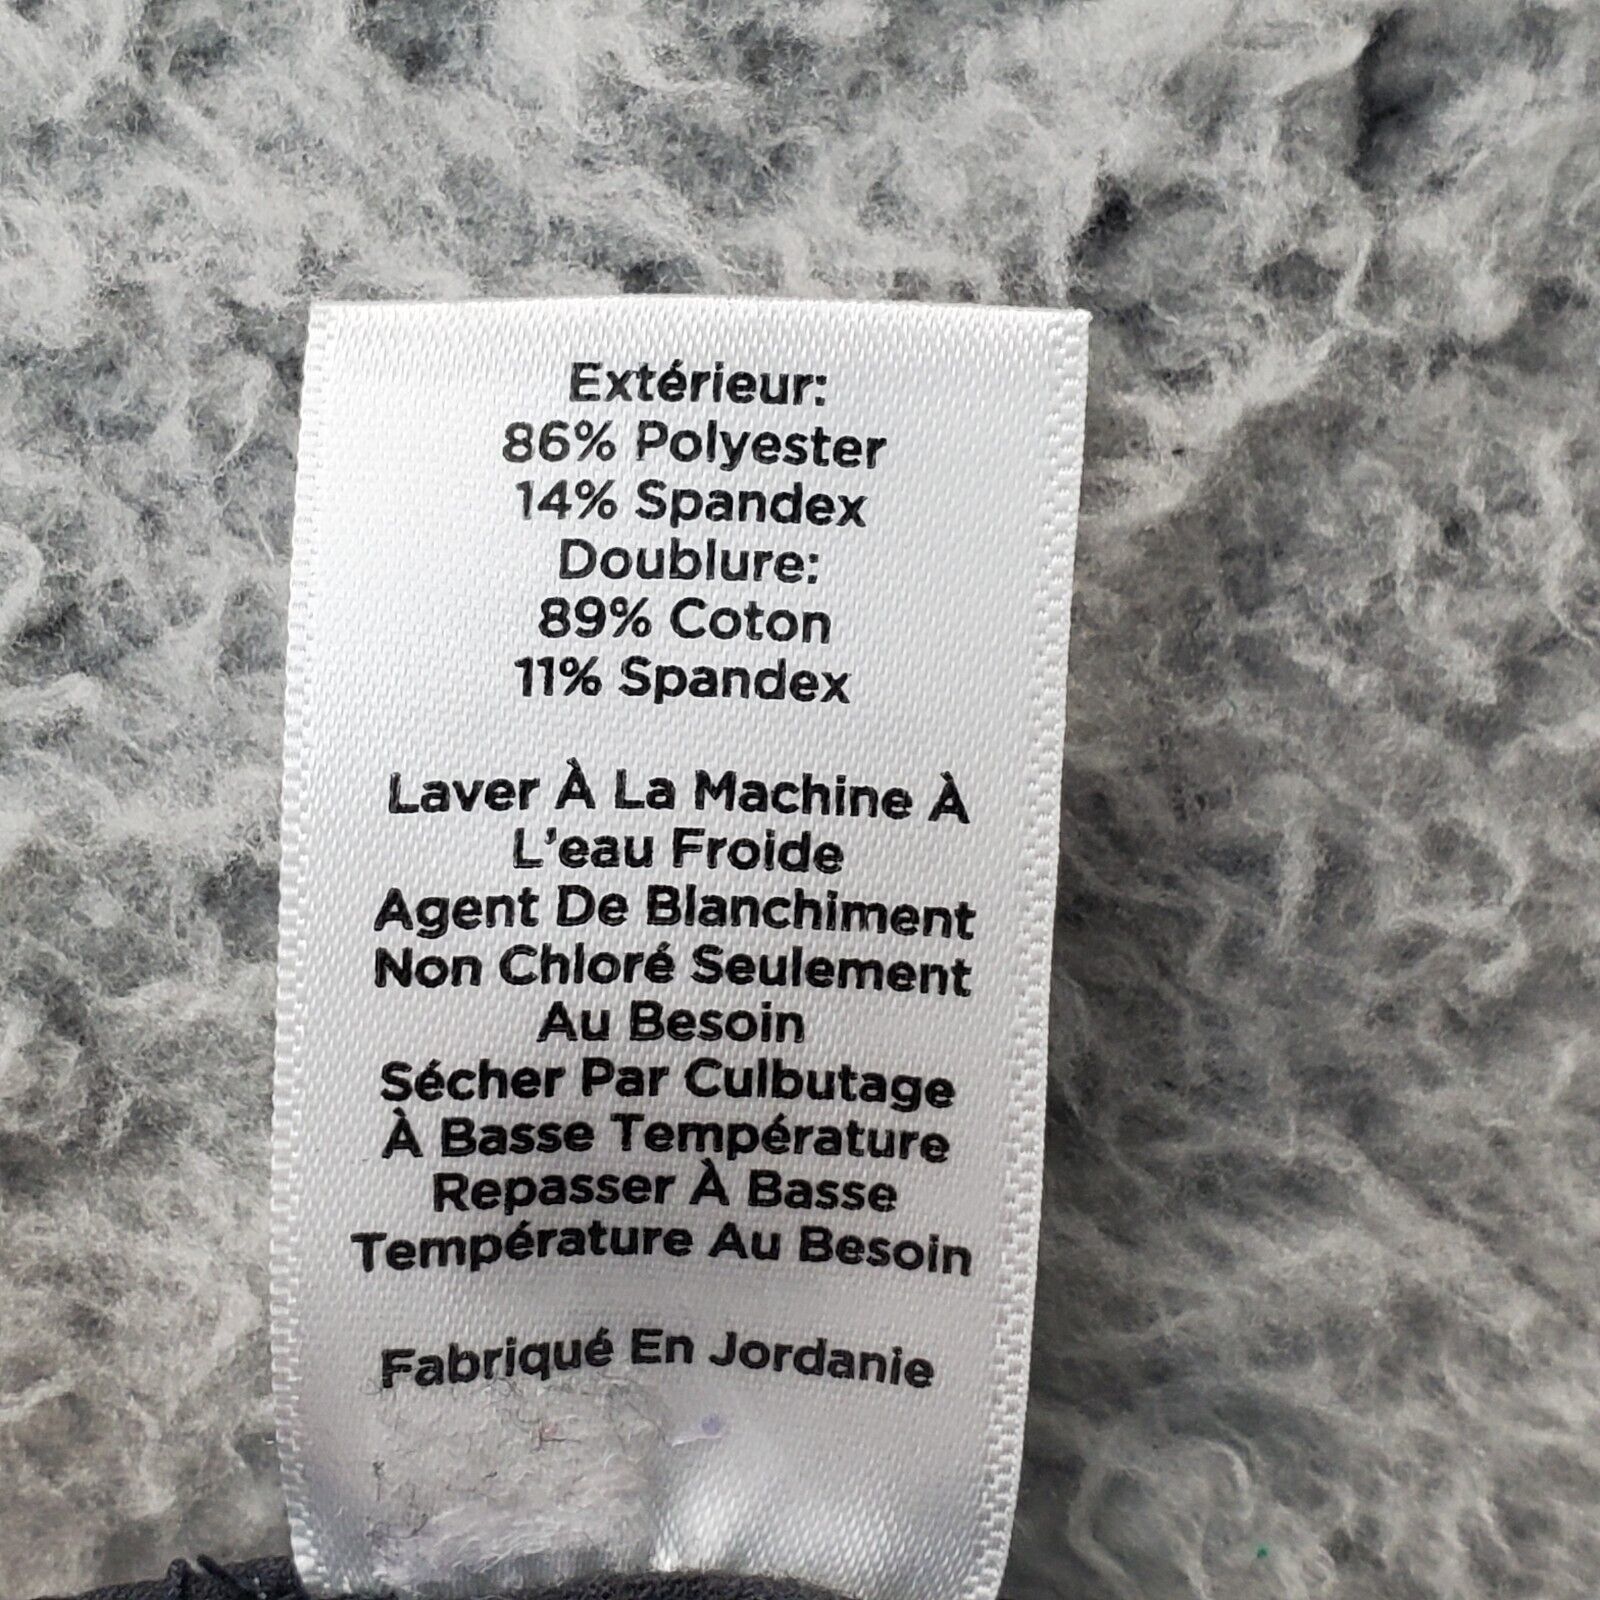 Extérieur:
86% Polyester
14% Spandex
Doublure:
89% Coton
11% Spandex
Laver À La Machine À
L'eau Froide
Agent De Blanchiment
Non Chloré Seulement
Au Besoin
Sécher Par Culbutage
À Basse Température
Repasser À Basse
Température Au Besoin
Fabriqué En Jordanie